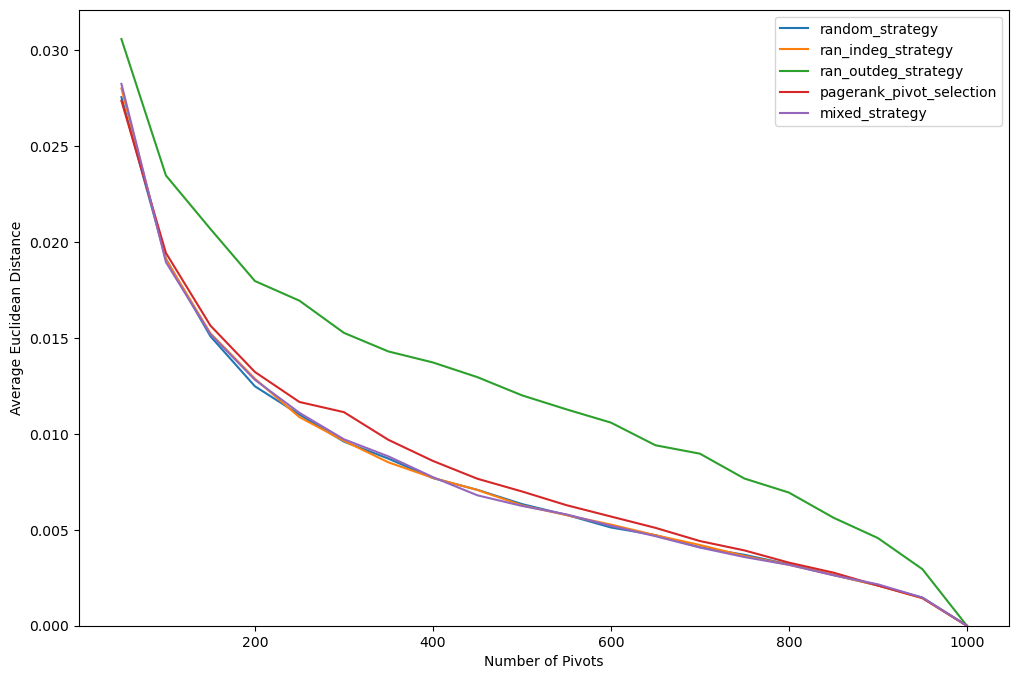 random_strategy
ran_indeg_strategy
ran_outdeg_strategy
pagerank_pivot_selection
mixed_strategy
Average Euclidean Distance
0.030
0.025
0.020
0.015
0.010
0.005
0.000
200 400 600 800 1000
Number of Pivots